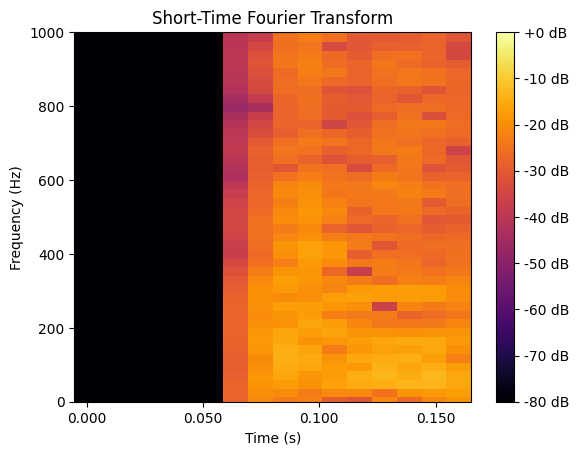 Short-Time Fourier Transform
1000
800
600
400
200
0
Frequency (Hz)
0.000
0.050
0.100
0.150
Time (s)
+0 dB
-10 dB
-20 dB
-30 dB
-40 dB
-50 dB
-60 dB
-70 dB
-80 dB